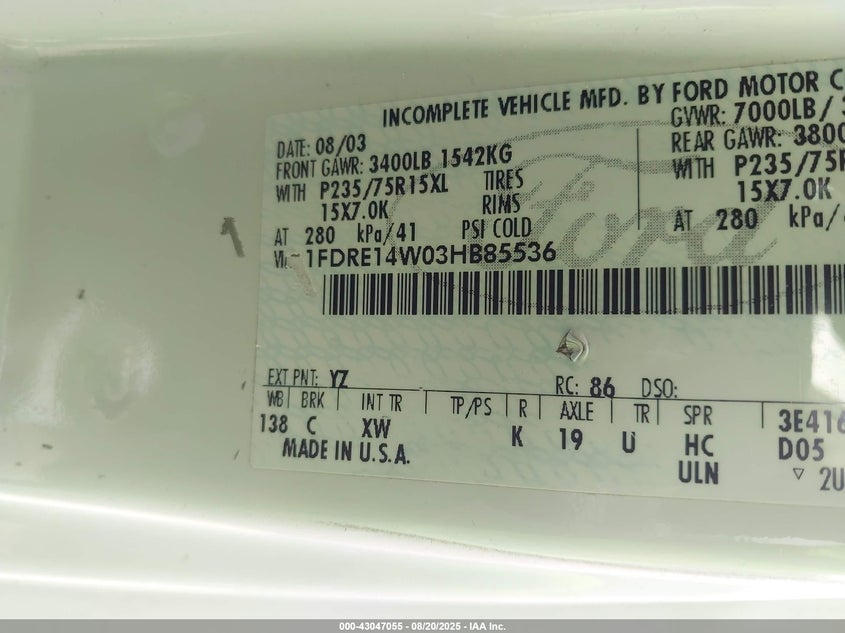 INCOMPLETE VEHICLE MFD. BY FORD MOTOR C
DATE: 08/03
GVWR: 7000LB/
FRONT GAWR: 3400LB 1542KG
REAR GAWR: 3800
WITH P235/75R15XL TIRES
WITH P235/75R
15X7.0K RIMS
15X7.0K
AT 280 kPa/41 PSI COLD
AT 280 kPa/
1FDRE14W03HB85536
Ford
EXT PNT: YZ RC: 86 DSO:
WB BRK INT TR TP/PS R AXLE TR SPR
138 C XW K 19 U HC 3E416
MADE IN U.S.A. ULN D05
2U
000-43047055 - 08/20/2025 - IAA Inc.